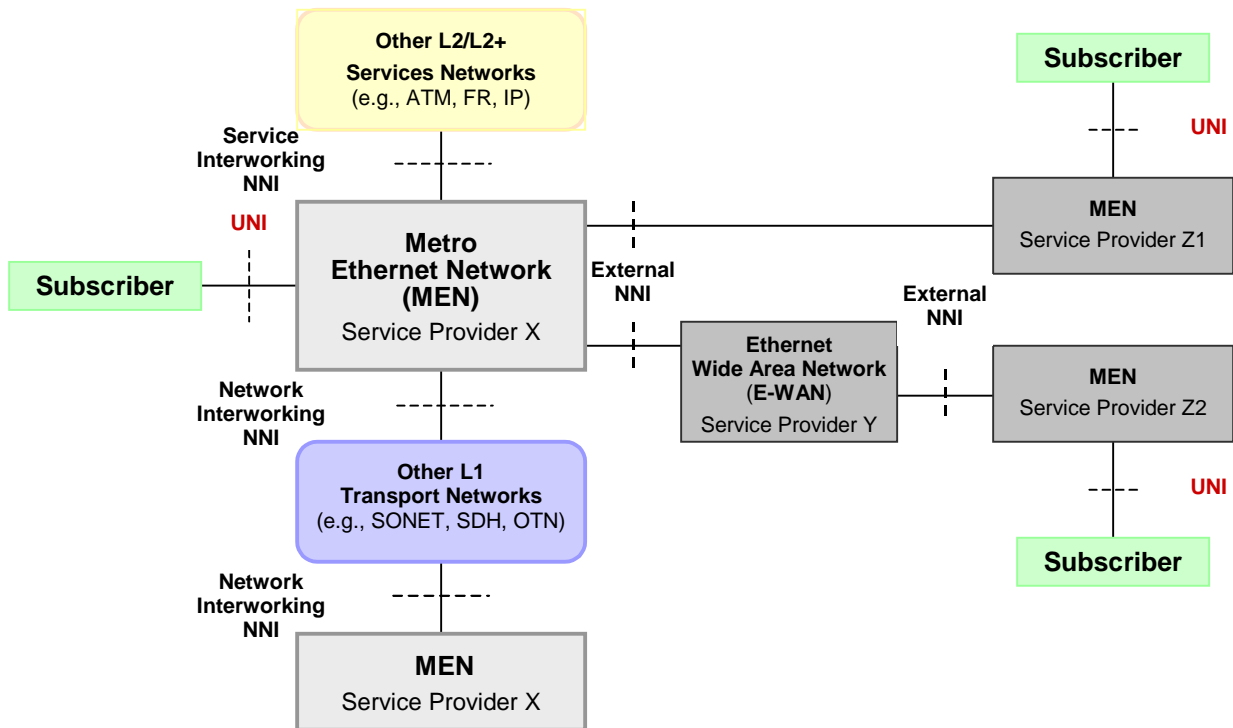 Other L2/L2+
Services Networks
(e.g., ATM, FR, IP)
Subscriber
UNI
Service
Interworking
NNI
UNI
Metro
Ethernet Network
(MEN)
Service Provider X
MEN
Service Provider Z1
Subscriber
External
NNI
External
NNI
Ethernet
Wide Area Network
(E-WAN)
Service Provider Y
MEN
Service Provider Z2
Network
Interworking
NNI
Other L1
Transport Networks
(e.g., SONET, SDH, OTN)
UNI
Subscriber
Network
Interworking
NNI
MEN
Service Provider X